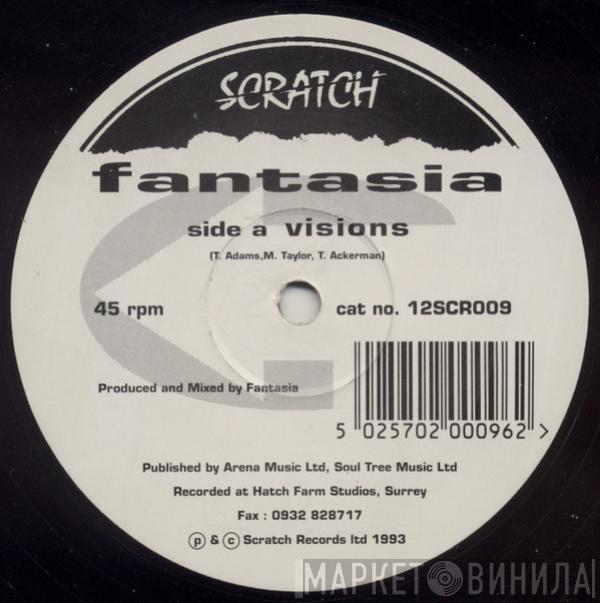 SCRATCH
fantasia
side a visions
(T. Adams,M. Taylor, T. Ackerman)
45 rpm
cat no. 12SCR009
Produced and Mixed by Fantasia
5 025702 000962 >
Published by Arena Music Ltd, Soul Tree Music Ltd
Recorded at Hatch Farm Studios, Surrey
Fax : 0932 828717
℗ & © Scratch Records ltd 1993
МАРКЕТ ВИНИЛА